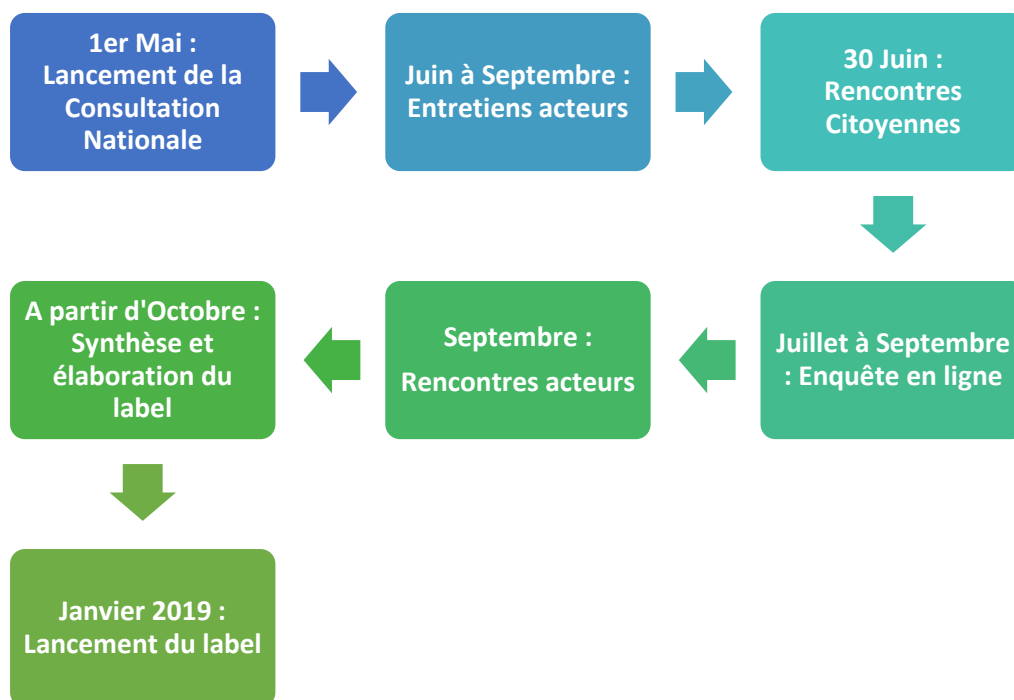 1er Mai :
Lancement de la
Consultation
Nationale
Juin à Septembre :
Entretiens acteurs
30 Juin :
Rencontres
Citoyennes
Juillet à Septembre
: Enquête en ligne
Septembre :
Rencontres acteurs
A partir d'Octobre :
Synthèse et
élaboration du
label
Janvier 2019 :
Lancement du label